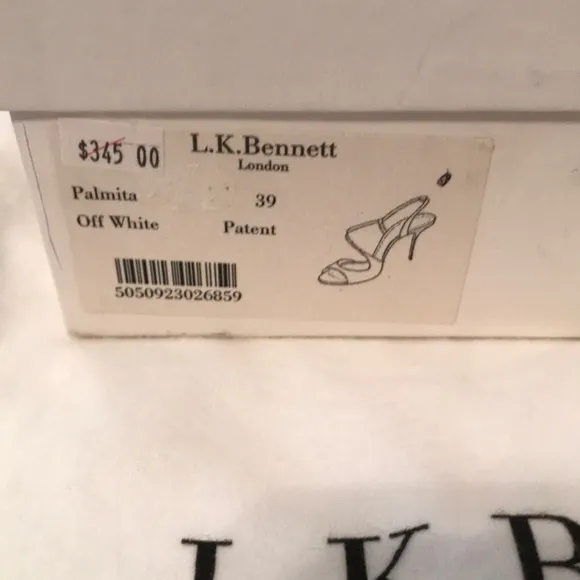 $345 00
L.K.Bennett
London
Palmita 39
Off White Patent
5050923026859
L K B